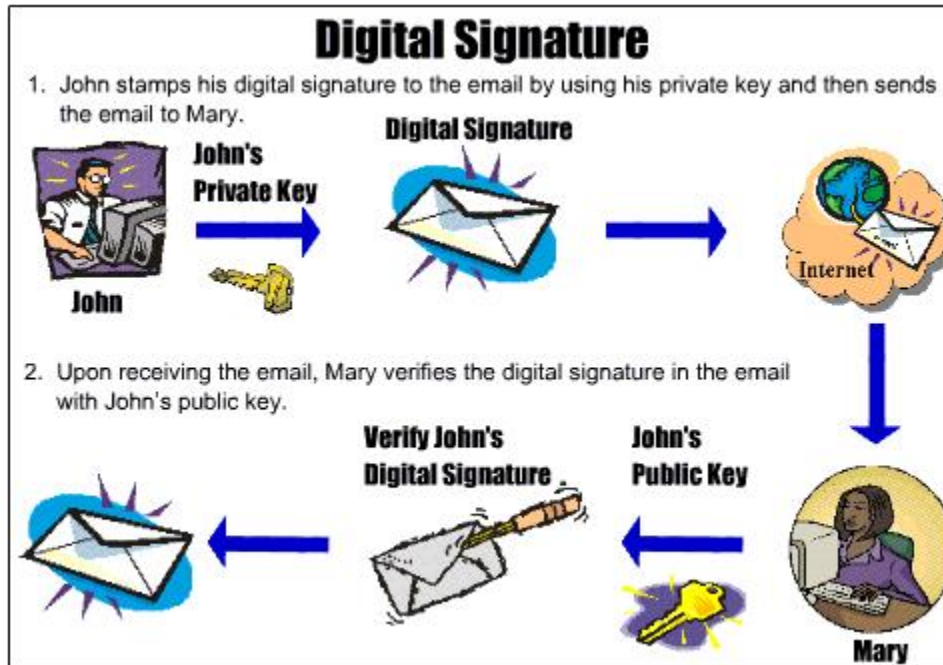 Digital Signature
1. John stamps his digital signature to the email by using his private key and then sends
the email to Mary.
Digital Signature
John's
Private Key
Internet
John
2. Upon receiving the email, Mary verifies the digital signature in the email
with John’s public key.
Verify John's
Digital Signature
John's
Public Key
Mary